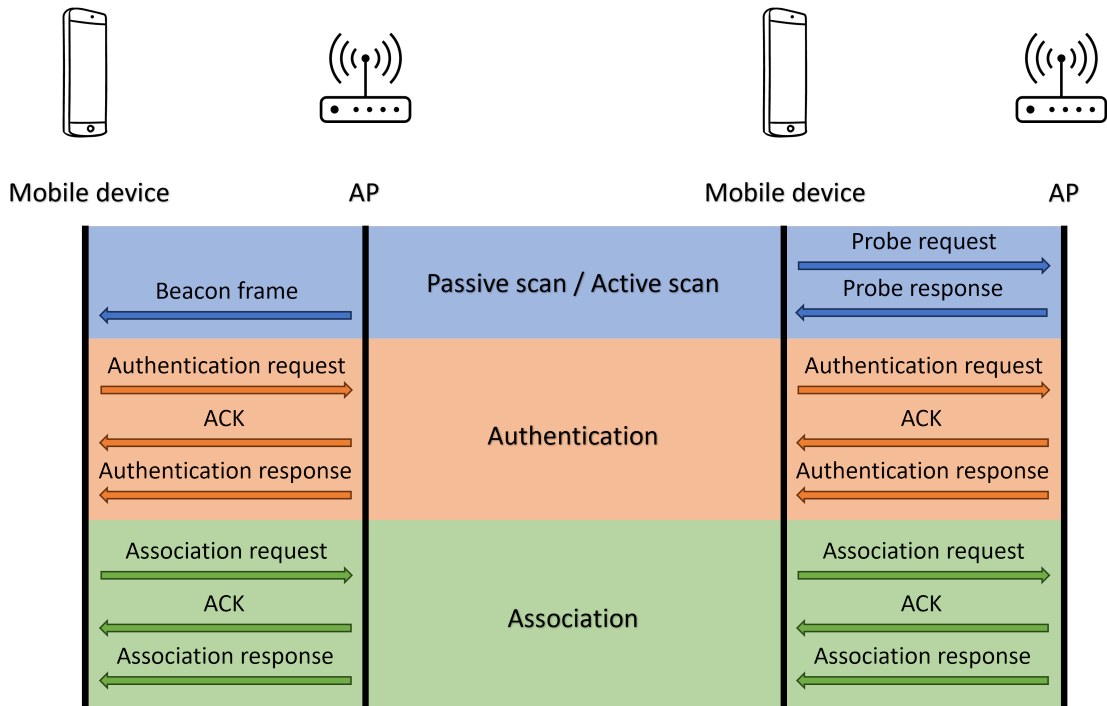 Mobile device
AP
Mobile device
AP
Passive scan / Active scan
Beacon frame
Probe request
Probe response
Authentication
Authentication request
ACK
Authentication response
Authentication request
ACK
Authentication response
Association
Association request
ACK
Association response
Association request
ACK
Association response